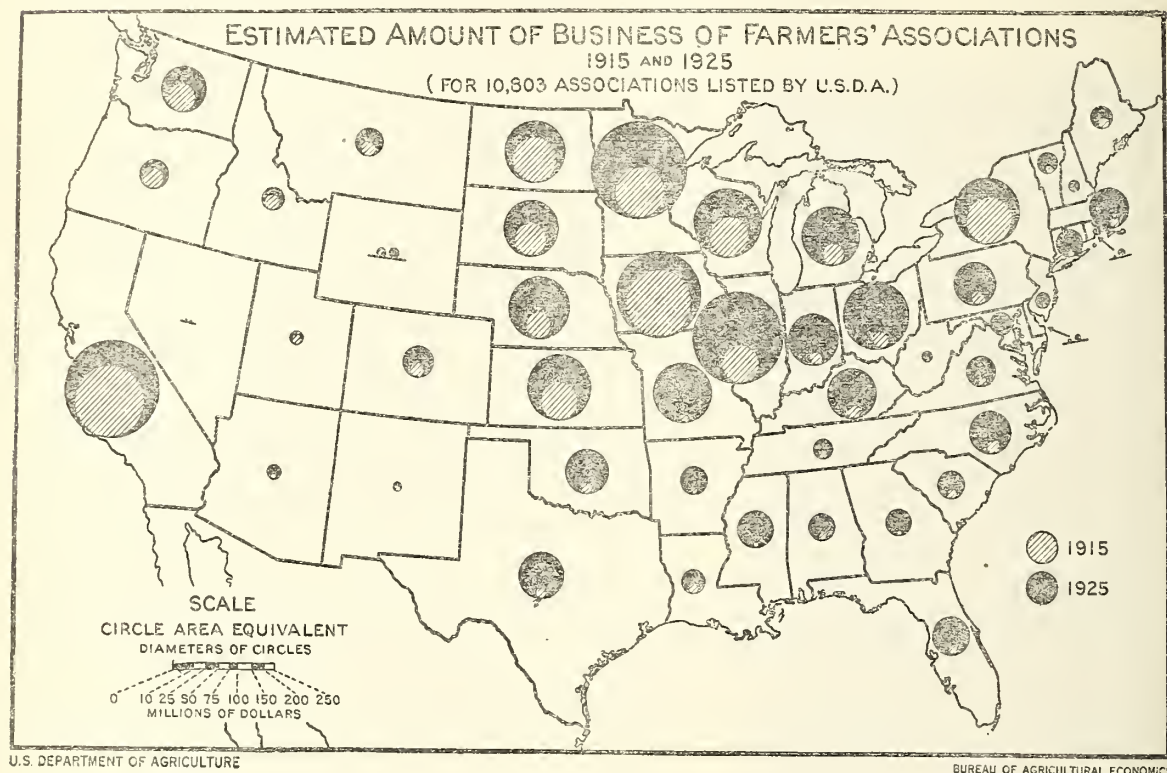 ESTIMATED AMOUNT OF BUSINESS OF FARMERS' ASSOCIATIONS
1915 AND 1925
(FOR 10,803 ASSOCIATIONS LISTED BY U.S.D.A.)
1915
1925
SCALE
CIRCLE AREA EQUIVALENT
DIAMETERS OF CIRCLES
0 10 25 50 75 100 150 200 250
MILLIONS OF DOLLARS
U.S. DEPARTMENT OF AGRICULTURE
BUREAU OF AGRICULTURAL ECONOMICS